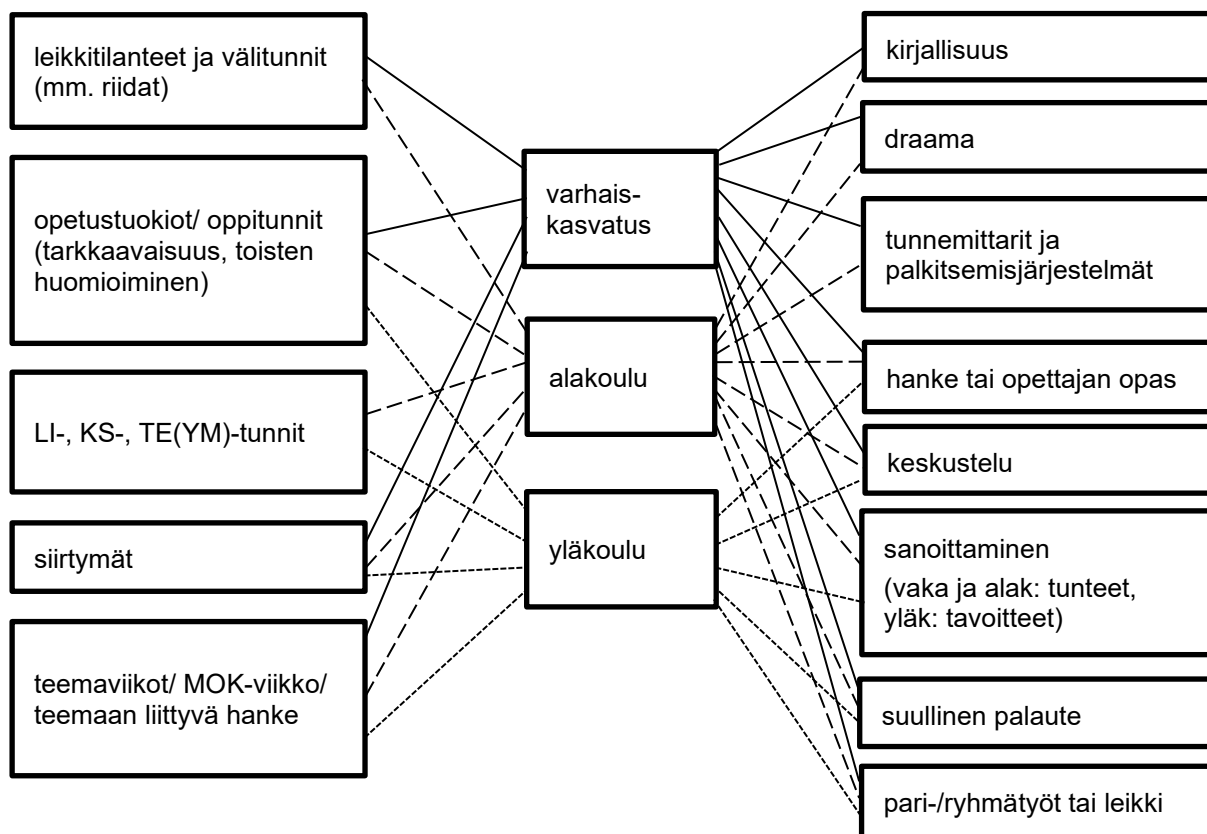 leikkitilanteet ja välitunnit
(mm. riidat)
opetustuokiot/ oppitunnit
(tarkkaavaisuus, toisten
huomioiminen)
LI-, KS-, TE(YM)-tunnit
siirtymät
teemaviikot/ MOK-viikko/
teemaan liittyvä hanke
varhais-
kasvatus
alakoulu
yläkoulu
kirjallisuus
draama
tunnemittarit ja
palkitsemisjärjestelmät
hanke tai opettajan opas
keskustelu
sanoittaminen
(vaka ja alak: tunteet,
yläk: tavoitteet)
suullinen palaute
pari-/ryhmätyöt tai leikki